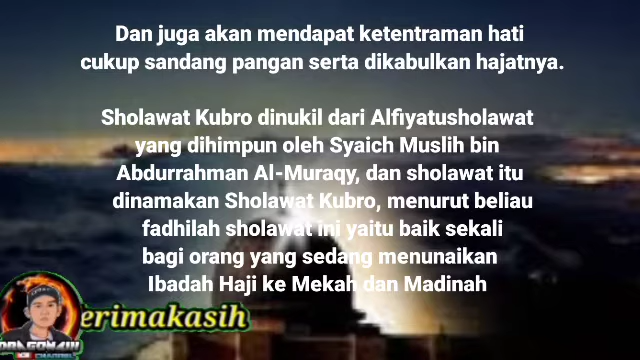 Dan juga akan mendapat ketentraman hati
cukup sandang pangan serta dikabulkan hajatnya.
Sholawat Kubro dinukil dari Alfiyatusholawat
yang dihimpun oleh Syaich Muslih bin
Abdurrahman Al-Muraqy, dan sholawat itu
dinamakan Sholawat Kubro, menurut beliau
fadhilah sholawat ini yaitu baik sekali
bagi orang yang sedang menunaikan
Ibadah Haji ke Mekah dan Madinah
erimakasih
CHANNEL